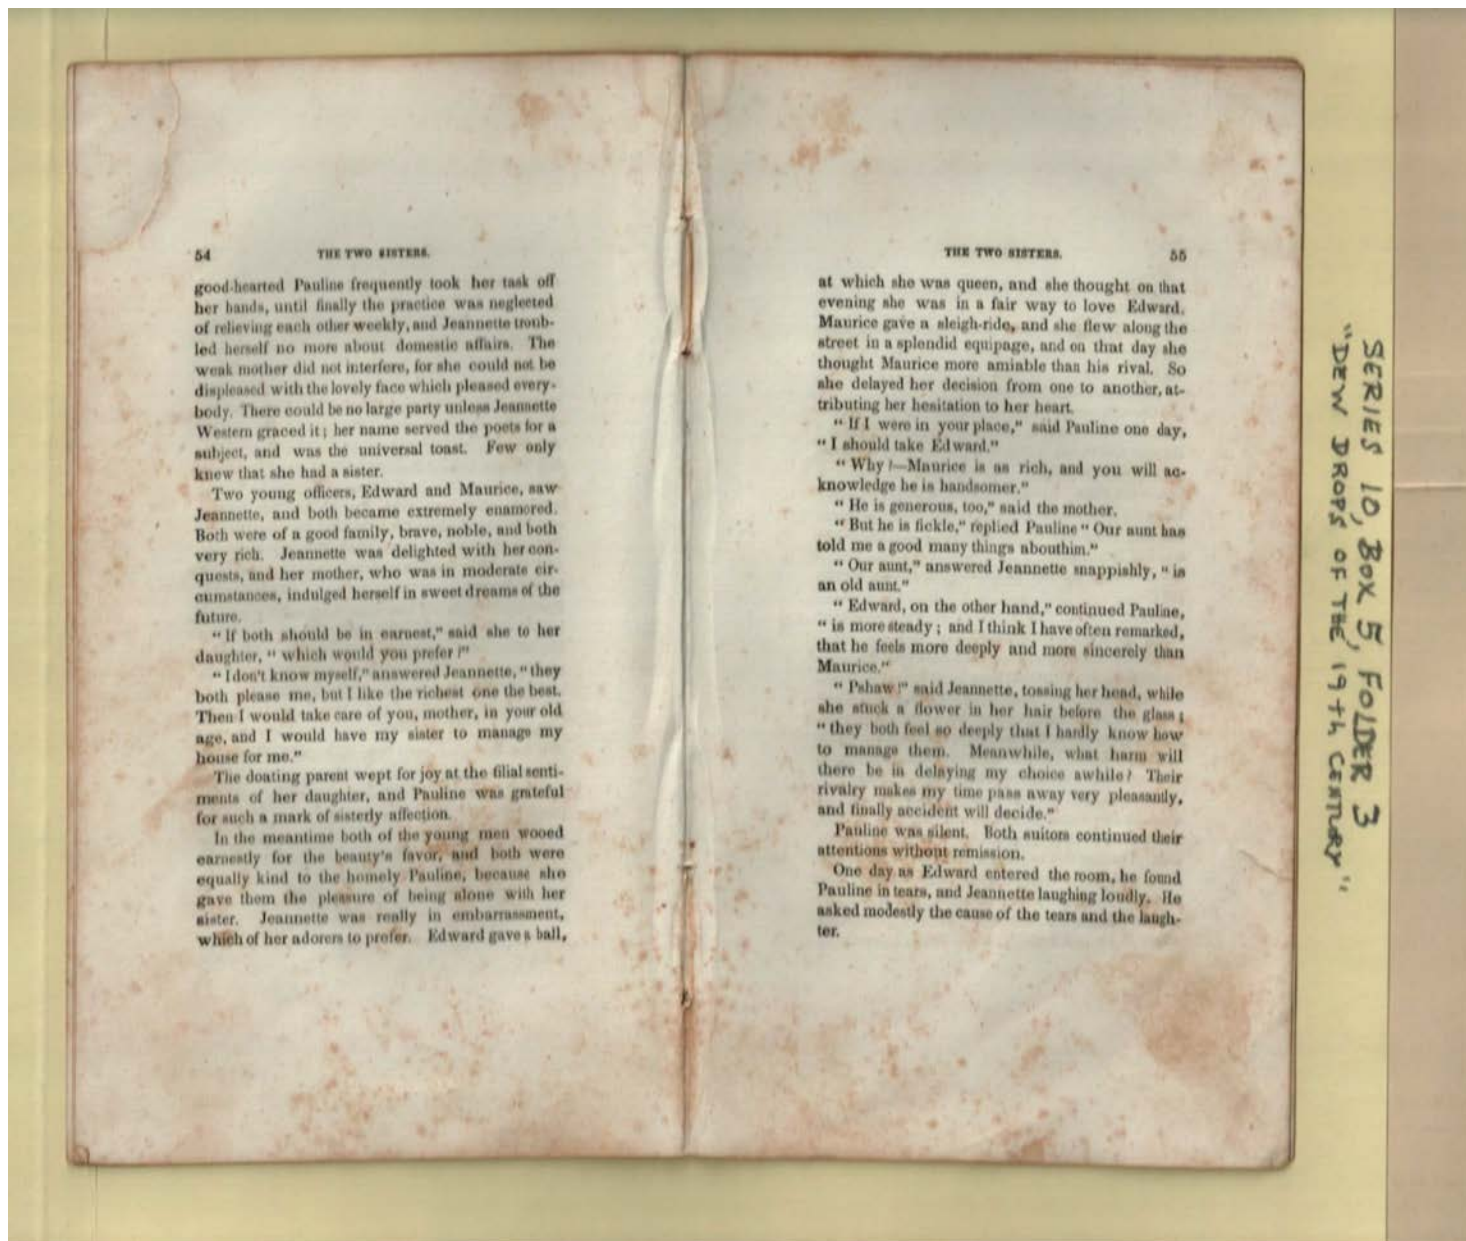 54 THE TWO SISTERS.
good-hearted Pauline frequently took her task off
her hands, until finally the practice was neglected
of relieving each other weekly, and Jeannette troub-
led herself no more about domestic affairs. The
weak mother did not interfere, for she could not be
displeased with the lovely face which pleased every-
body. There could be no large party unless Jeannette
Western graced it; her name served the poets for a
subject, and was the universal toast. Few only
knew that she had a sister.
Two young officers, Edward and Maurice, saw
Jeannette, and both became extremely enamored.
Both were of a good family, brave, noble, and both
very rich. Jeannette was delighted with her con-
quests, and her mother, who was in moderate cir-
cumstances, indulged herself in sweet dreams of the
future.
" If both should be in earnest," said she to her
daughter, " which would you prefer ?"
" I don't know myself," answered Jeannette, " they
both please me, but I like the richest one the best.
Then I would take care of you, mother, in your old
age, and I would have my sister to manage my
house for me."
The doating parent wept for joy at the filial senti-
ments of her daughter, and Pauline was grateful
for such a mark of sisterly affection.
In the meantime both of the young men wooed
earnestly for the beauty's favor, and both were
equally kind to the homely Pauline, because she
gave them the pleasure of being alone with her
sister. Jeannette was really in embarrassment,
which of her adorers to prefer. Edward gave a ball,
THE TWO SISTERS. 55
at which she was queen, and she thought on that
evening she was in a fair way to love Edward.
Maurice gave a sleigh-ride, and she flew along the
street in a splendid equipage, and on that day she
thought Maurice more amiable than his rival. So
she delayed her decision from one to another, at-
tributing her hesitation to her heart.
" If I were in your place," said Pauline one day,
" I should take Edward."
" Why ?—Maurice is as rich, and you will ac-
knowledge he is handsomer."
" He is generous, too," said the mother.
" But he is fickle," replied Pauline " Our aunt has
told me a good many things abouthim."
" Our aunt," answered Jeannette snappishly, " is
an old aunt."
" Edward, on the other hand," continued Pauline,
" is more steady ; and I think I have often remarked,
that he feels more deeply and more sincerely than
Maurice."
" Pshaw !" said Jeannette, tossing her head, while
she stuck a flower in her hair before the glass ;
" they both feel so deeply that I hardly know how
to manage them. Meanwhile, what harm will
there be in delaying my choice awhile? Their
rivalry makes my time pass away very pleasantly,
and finally accident will decide."
Pauline was silent. Both suitors continued their
attentions without remission.
One day as Edward entered the room, he found
Pauline in tears, and Jeannette laughing loudly. He
asked modestly the cause of the tears and the laugh-
ter.
SERIES 10, BOX 5, FOLDER 3
"DEW DROPS OF THE 19th CENTURY"